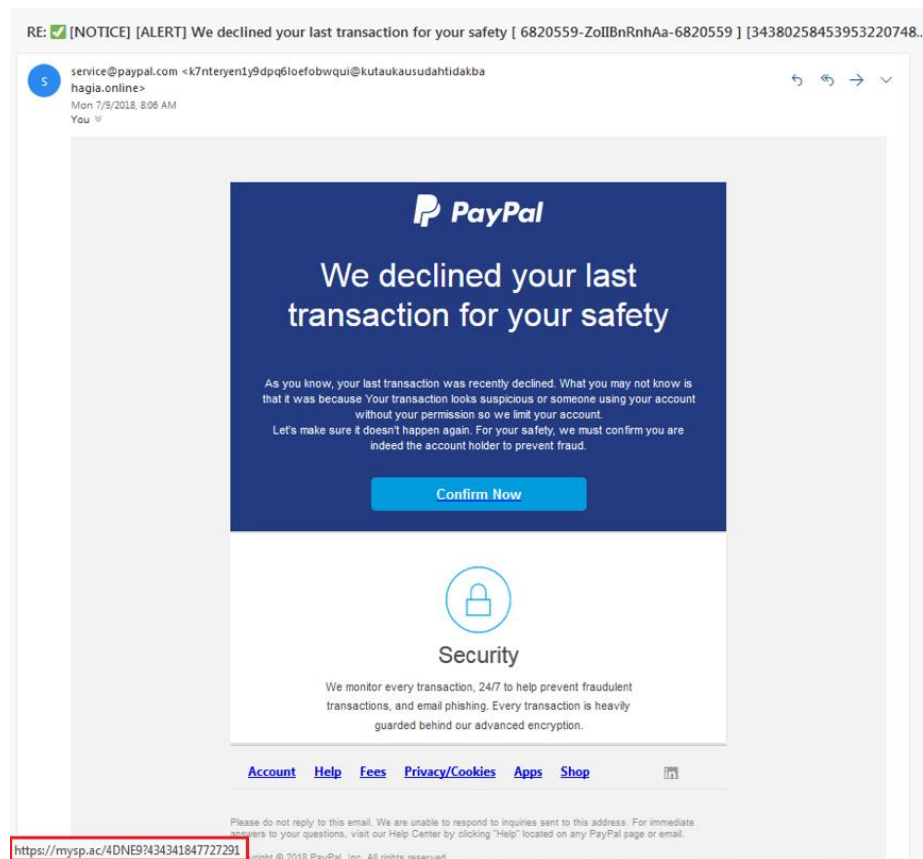 RE: ✅ [NOTICE] [ALERT] We declined your last transaction for your safety [ 6820559-ZoIIBnRnhAa-6820559 ] [34380258453953220748...
S
service@paypal.com <k7nteryen1y9dpq6loefobwqui@kutaukausudahtidakba
hagia.online>
Mon 7/9/2018, 8:06 AM
You
PayPal
We declined your last
transaction for your safety
As you know, your last transaction was recently declined. What you may not know is
that it was because Your transaction looks suspicious or someone using your account
without your permission so we limit your account.
Let's make sure it doesn't happen again. For your safety, we must confirm you are
indeed the account holder to prevent fraud.
Confirm Now
Security
We monitor every transaction, 24/7 to help prevent fraudulent
transactions, and email phishing. Every transaction is heavily
guarded behind our advanced encryption.
Account Help Fees Privacy/Cookies Apps Shop in
Please do not reply to this email. We are unable to respond to inquiries sent to this address. For immediate
answers to your questions, visit our Help Center by clicking "Help" located on any PayPal page or email.
https://mysp.ac/4DNE9?434341847727291
© 2018 PayPal, Inc. All rights reserved.